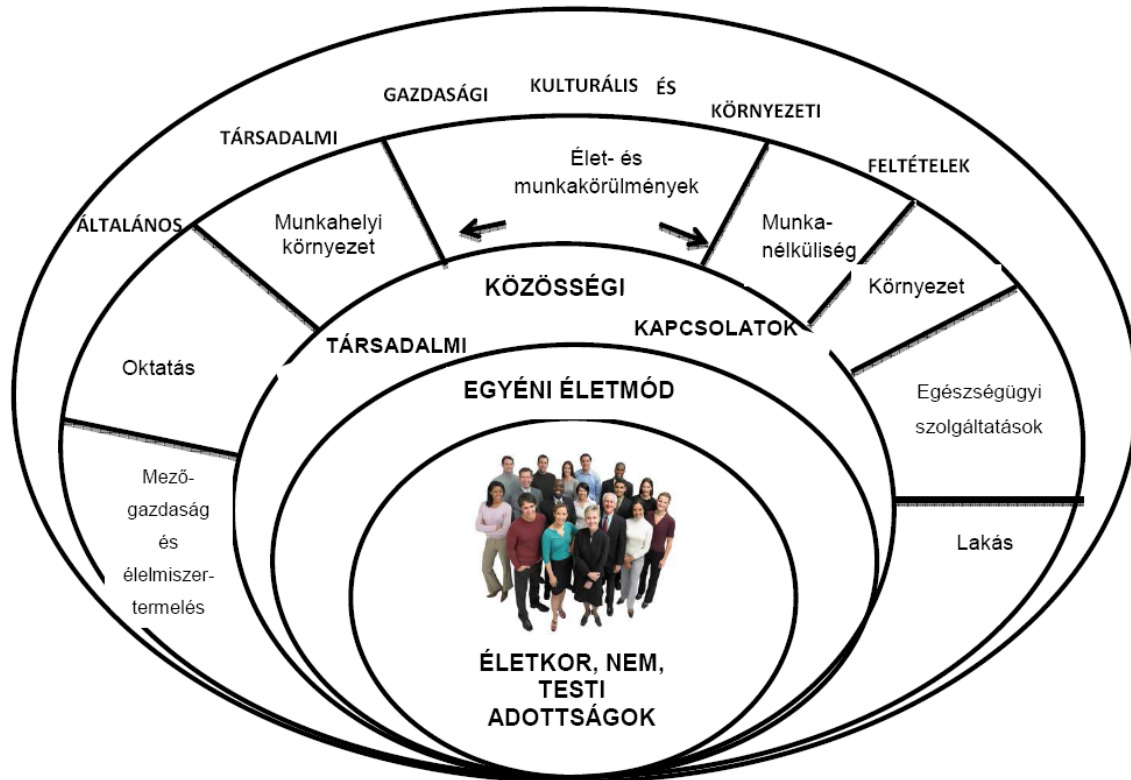 ÁLTALÁNOS TÁRSADALMI GAZDASÁGI KULTURÁLIS ÉS KÖRNYEZETI FELTÉTELEK
Mező-
gazdaság
és
élelmiszer-
termelés
Oktatás
Munkahelyi
környezet
Élet- és
munkakörülmények
Munka-
nélküliség
Környezet
Egészségügyi
szolgáltatások
Lakás
TÁRSADALMI KÖZÖSSÉGI KAPCSOLATOK
EGYÉNI ÉLETMÓD
ÉLETKOR, NEM,
TESTI
ADOTTSÁGOK